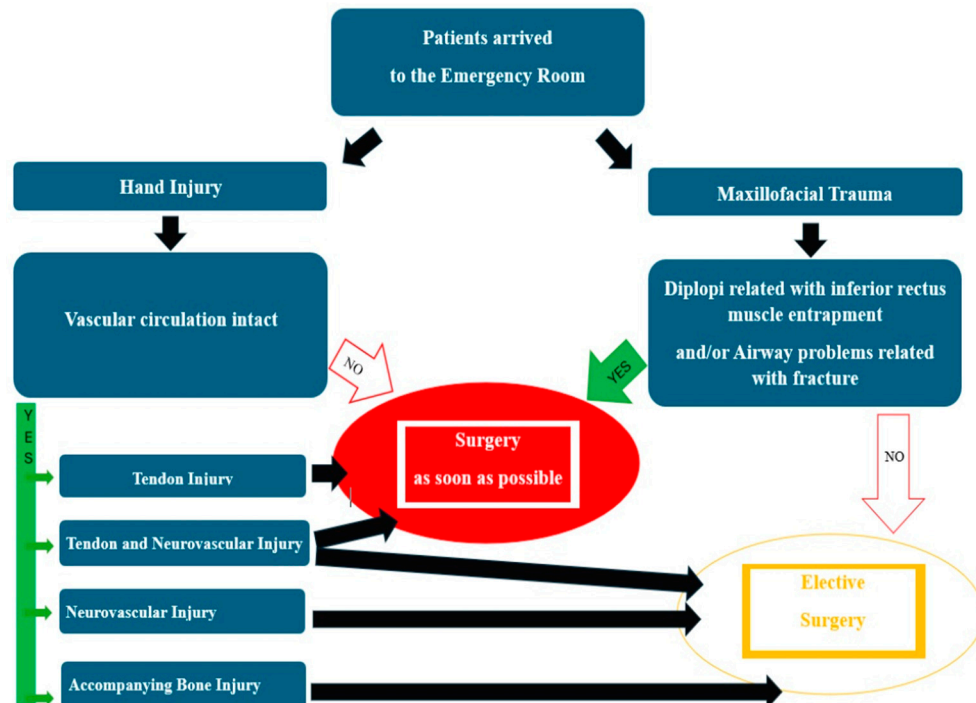 Patients arrived
to the Emergency Room
Hand Injury
Maxillofacial Trauma
Vascular circulation intact
Diplopi related with inferior rectus
muscle entrapment
and/or Airway problems related
with fracture
NO
YES
YES
Surgery
as soon as possible
NO
Tendon Injury
Tendon and Neurovascular Injury
Neurovascular Injury
Accompanying Bone Injury
Elective
Surgery